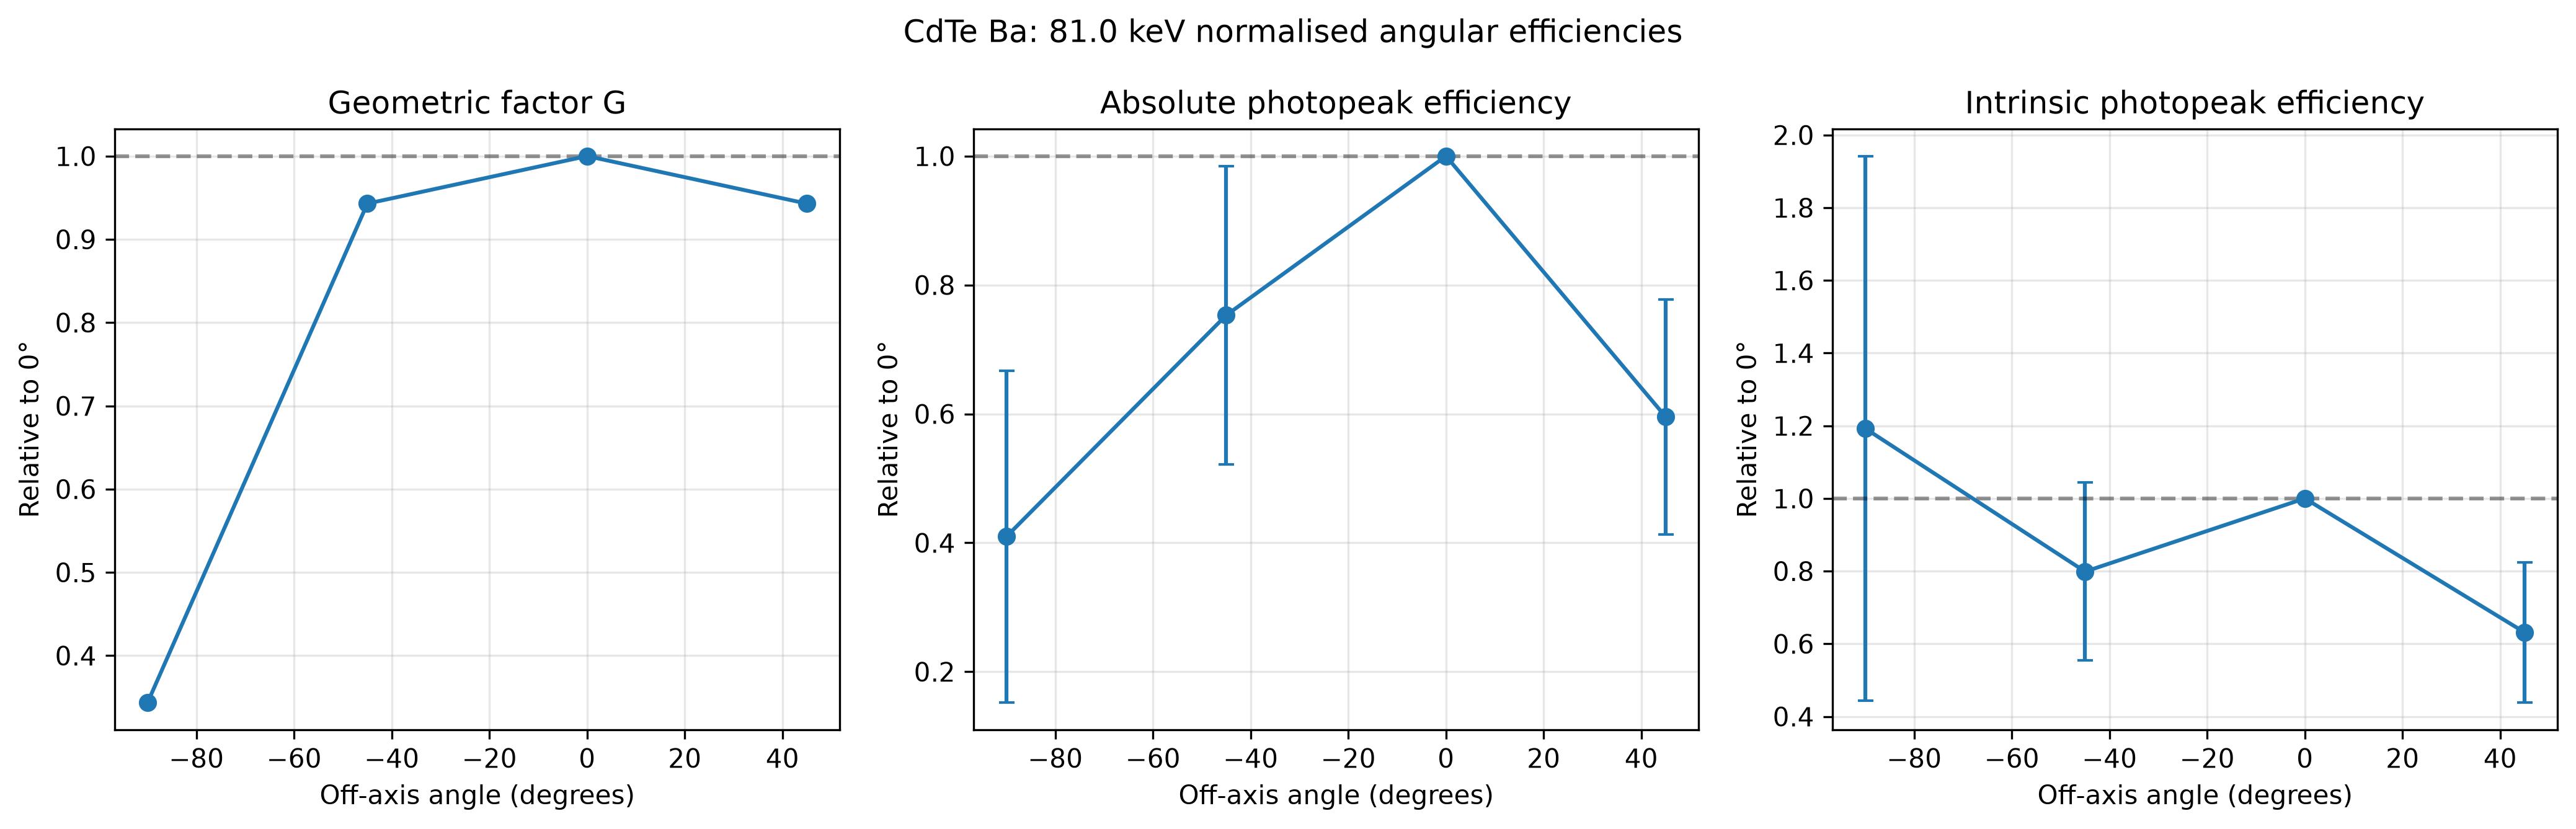 CdTe Ba: 81.0 keV normalised angular efficiencies
Geometric factor G
Relative to 0°
1.0
0.9
0.8
0.7
0.6
0.5
0.4
−80 −60 −40 −20 0 20 40
Off-axis angle (degrees)
Absolute photopeak efficiency
Relative to 0°
1.0
0.8
0.6
0.4
0.2
−80 −60 −40 −20 0 20 40
Off-axis angle (degrees)
Intrinsic photopeak efficiency
Relative to 0°
2.0
1.8
1.6
1.4
1.2
1.0
0.8
0.6
0.4
−80 −60 −40 −20 0 20 40
Off-axis angle (degrees)